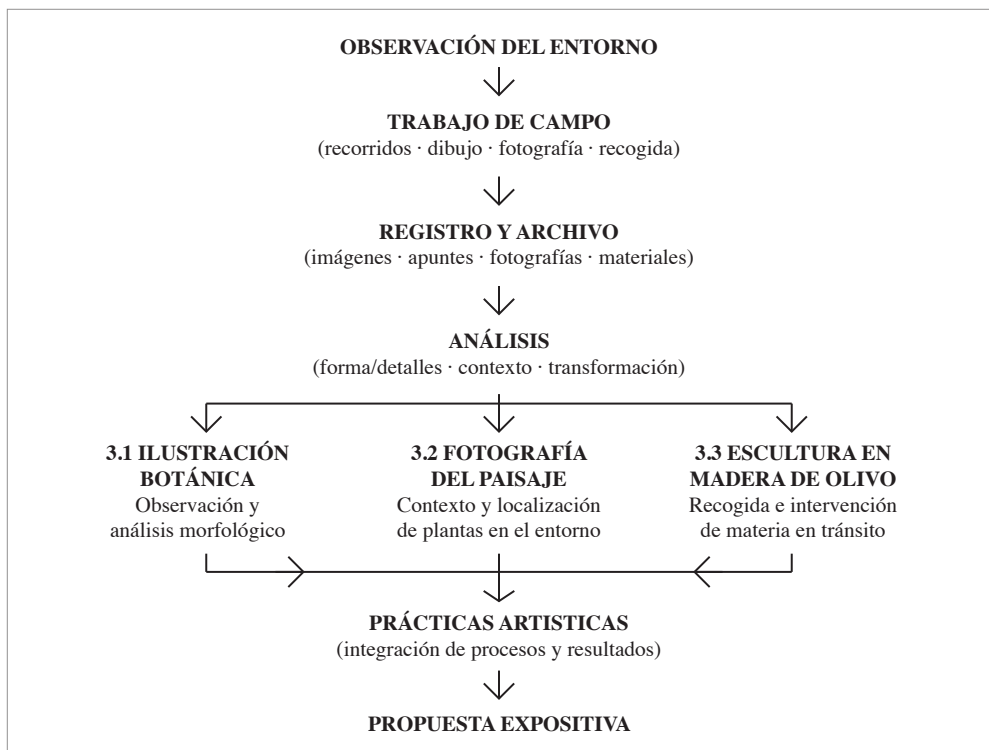 OBSERVACIÓN DEL ENTORNO
TRABAJO DE CAMPO
(recorridos · dibujo · fotografía · recogida)
REGISTRO Y ARCHIVO
(imágenes · apuntes · fotografías · materiales)
ANÁLISIS
(forma/detalles · contexto · transformación)
3.1 ILUSTRACIÓN
BOTÁNICA
Observación y
análisis morfológico
3.2 FOTOGRAFÍA
DEL PAISAJE
Contexto y localización
de plantas en el entorno
3.3 ESCULTURA EN
MADERA DE OLIVO
Recogida e intervención
de materia en tránsito
PRÁCTICAS ARTISTICAS
(integración de procesos y resultados)
PROPUESTA EXPOSITIVA